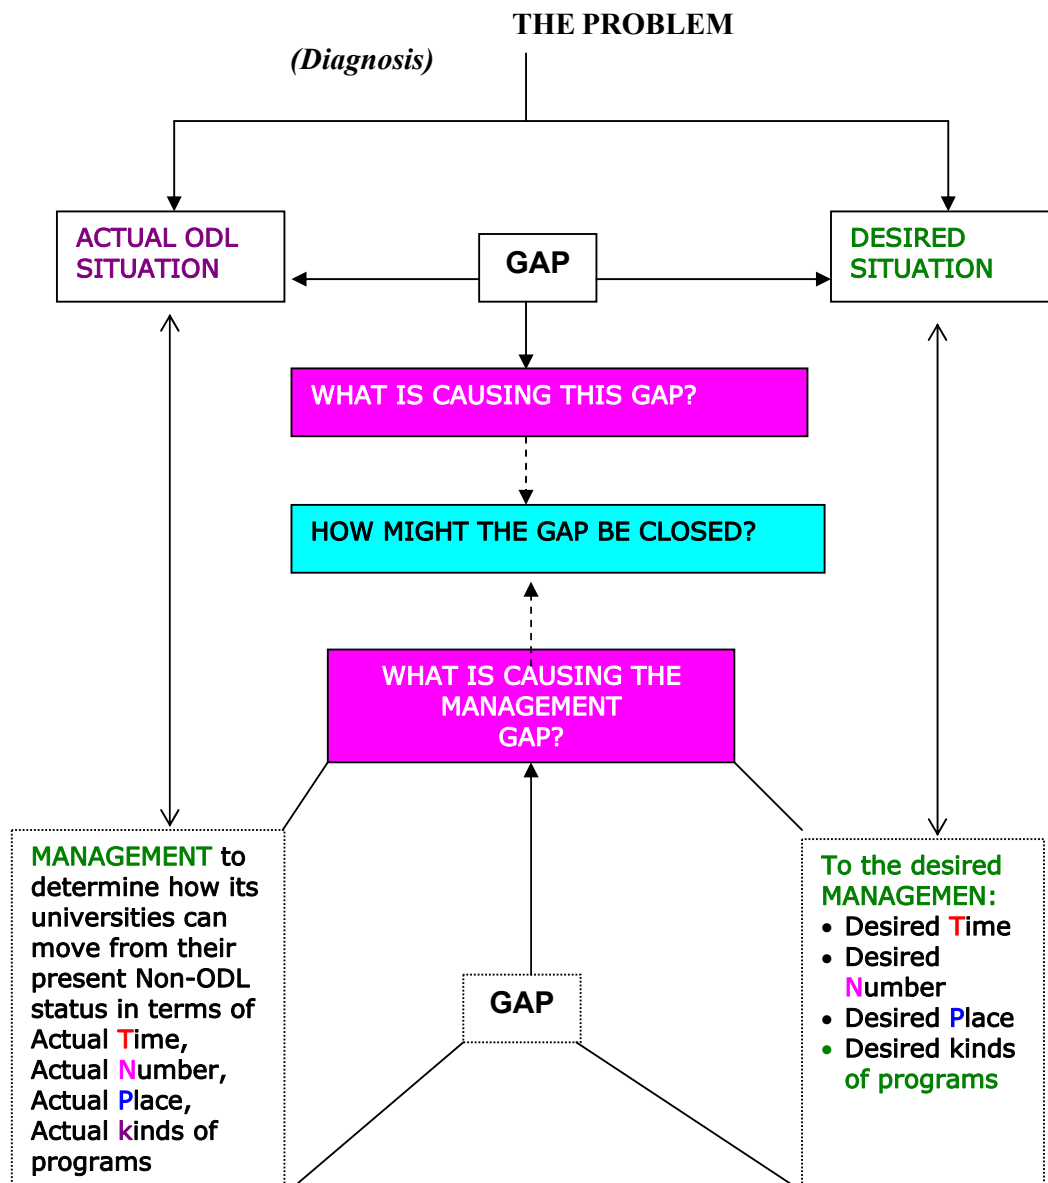 THE PROBLEM
(Diagnosis)
ACTUAL ODL
SITUATION
GAP
DESIRED
SITUATION
WHAT IS CAUSING THIS GAP?
HOW MIGHT THE GAP BE CLOSED?
WHAT IS CAUSING THE
MANAGEMENT
GAP?
MANAGEMENT to
determine how its
universities can
move from their
present Non-ODL
status in terms of
Actual Time,
Actual Number,
Actual Place,
Actual kinds of
programs
GAP
To the desired
MANAGEMEN:
• Desired Time
• Desired
Number
• Desired Place
• Desired kinds
of programs